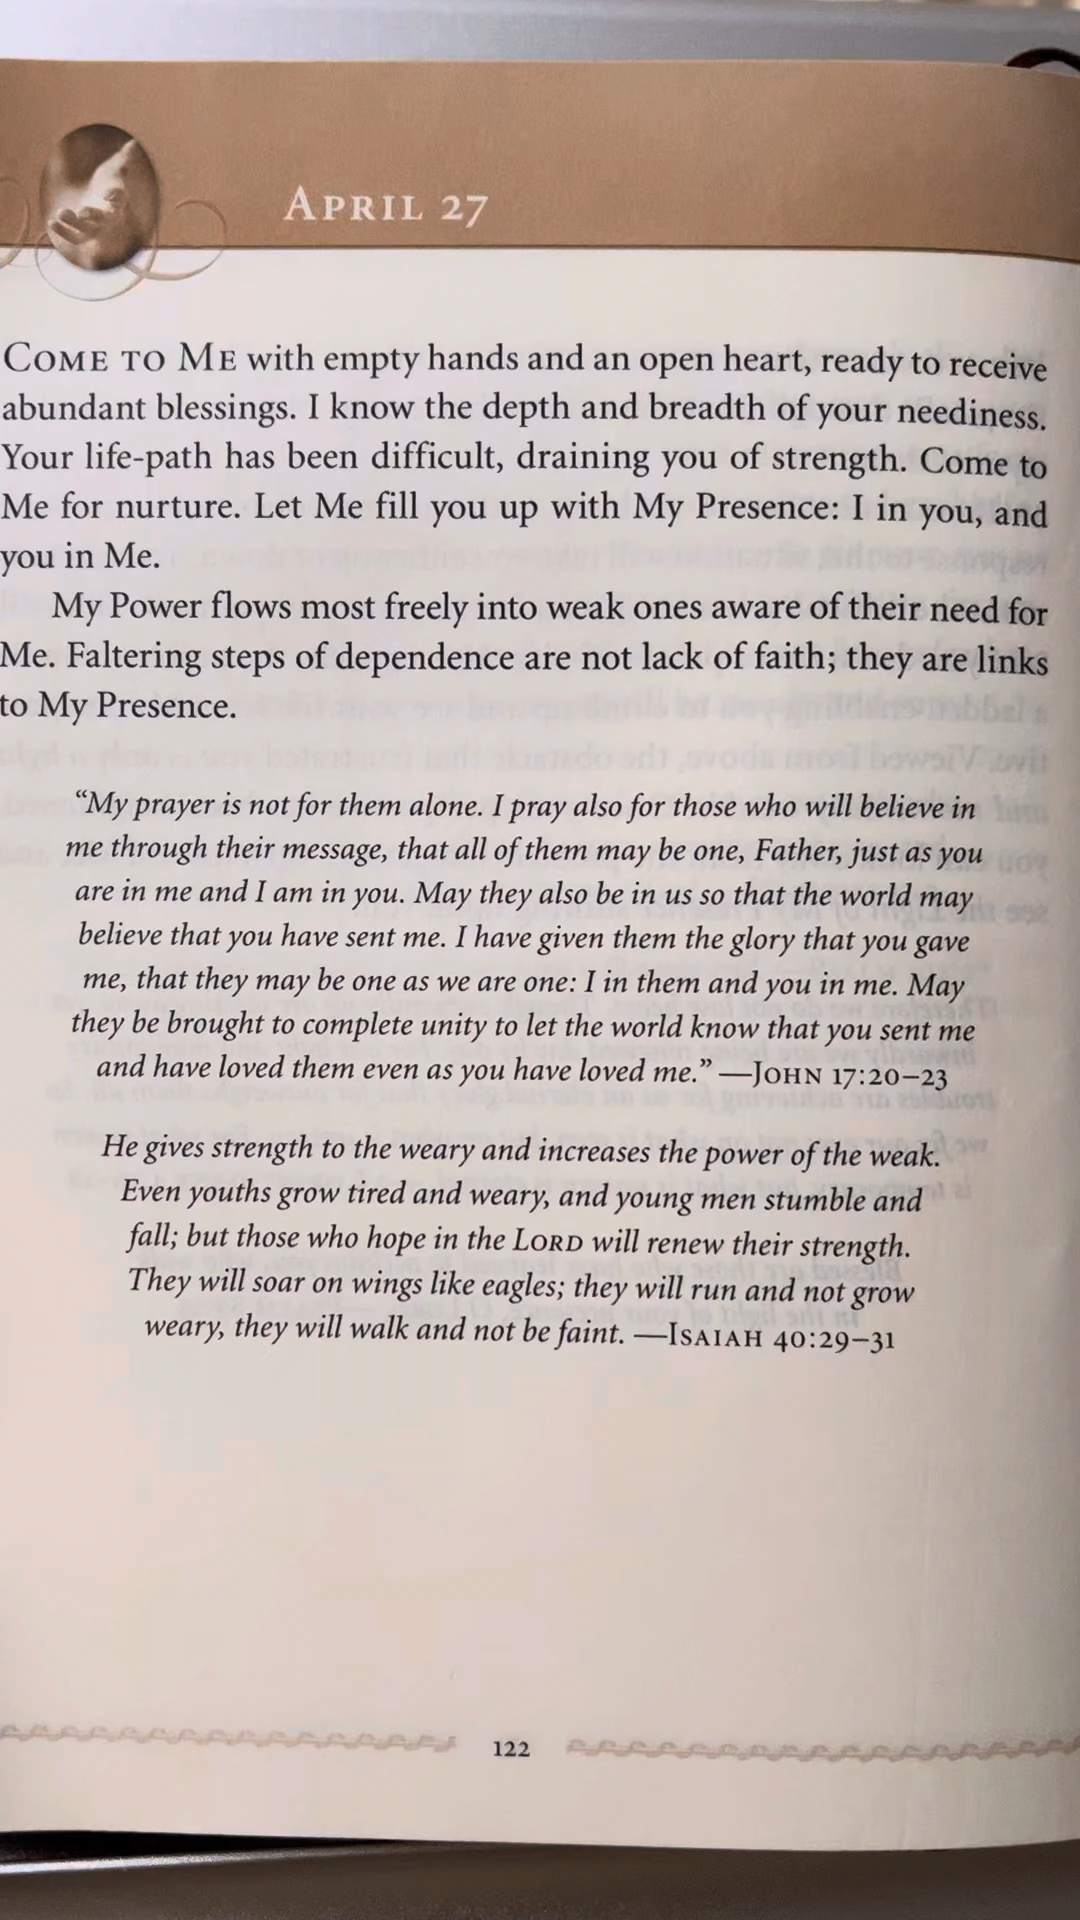 APRIL 27
COME TO ME with empty hands and an open heart, ready to receive
abundant blessings. I know the depth and breadth of your neediness.
Your life-path has been difficult, draining you of strength. Come to
Me for nurture. Let Me fill you up with My Presence: I in you, and
you in Me.
My Power flows most freely into weak ones aware of their need for
Me. Faltering steps of dependence are not lack of faith; they are links
to My Presence.
“My prayer is not for them alone. I pray also for those who will believe in
me through their message, that all of them may be one, Father, just as you
are in me and I am in you. May they also be in us so that the world may
believe that you have sent me. I have given them the glory that you gave
me, that they may be one as we are one: I in them and you in me. May
they be brought to complete unity to let the world know that you sent me
and have loved them even as you have loved me.” —JOHN 17:20–23
He gives strength to the weary and increases the power of the weak.
Even youths grow tired and weary, and young men stumble and
fall; but those who hope in the LORD will renew their strength.
They will soar on wings like eagles; they will run and not grow
weary, they will walk and not be faint. —ISAIAH 40:29–31
122